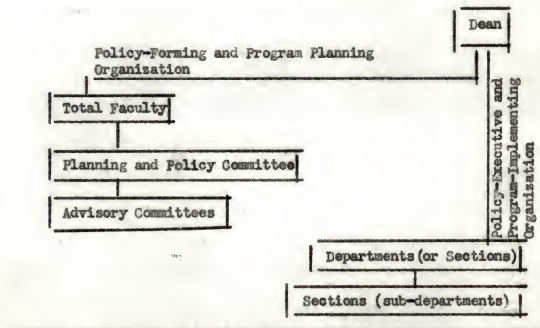 Dean
Policy-Forming and Program Planning
Organization
Total Faculty
Planning and Policy Committee
Advisory Committees
Policy-Executive and
Program-Implementing
Organization
Departments (or Sections)
Sections (sub-departments)